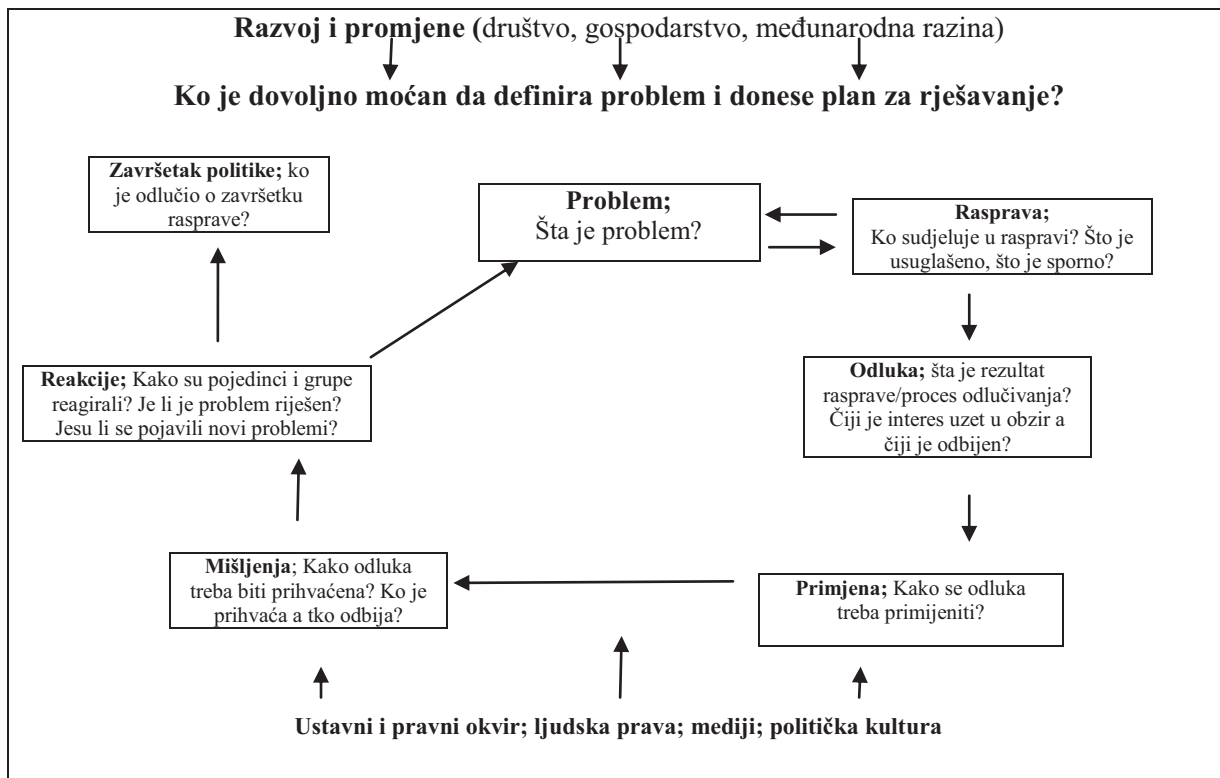 Razvoj i promjene (društvo, gospodarstvo, međunarodna razina)
Ko je dovoljno moćan da definira problem i donese plan za rješavanje?
Završetak politike; ko
je odlučio o završetku
rasprave?
Problem;
Šta je problem?
Rasprava;
Ko sudjeluje u raspravi? Što je
usuglašeno, što je sporno?
Reakcije; Kako su pojedinci i grupe
reagirali? Je li je problem riješen?
Jesu li se pojavili novi problemi?
Odluka; šta je rezultat
rasprave/proces odlučivanja?
Čiji je interes uzet u obzir a
čiji je odbijen?
Mišljenja; Kako odluka
treba biti prihvaćena? Ko je
prihvaća a tko odbija?
Primjena; Kako se odluka
treba primijeniti?
Ustavni i pravni okvir; ljudska prava; mediji; politička kultura